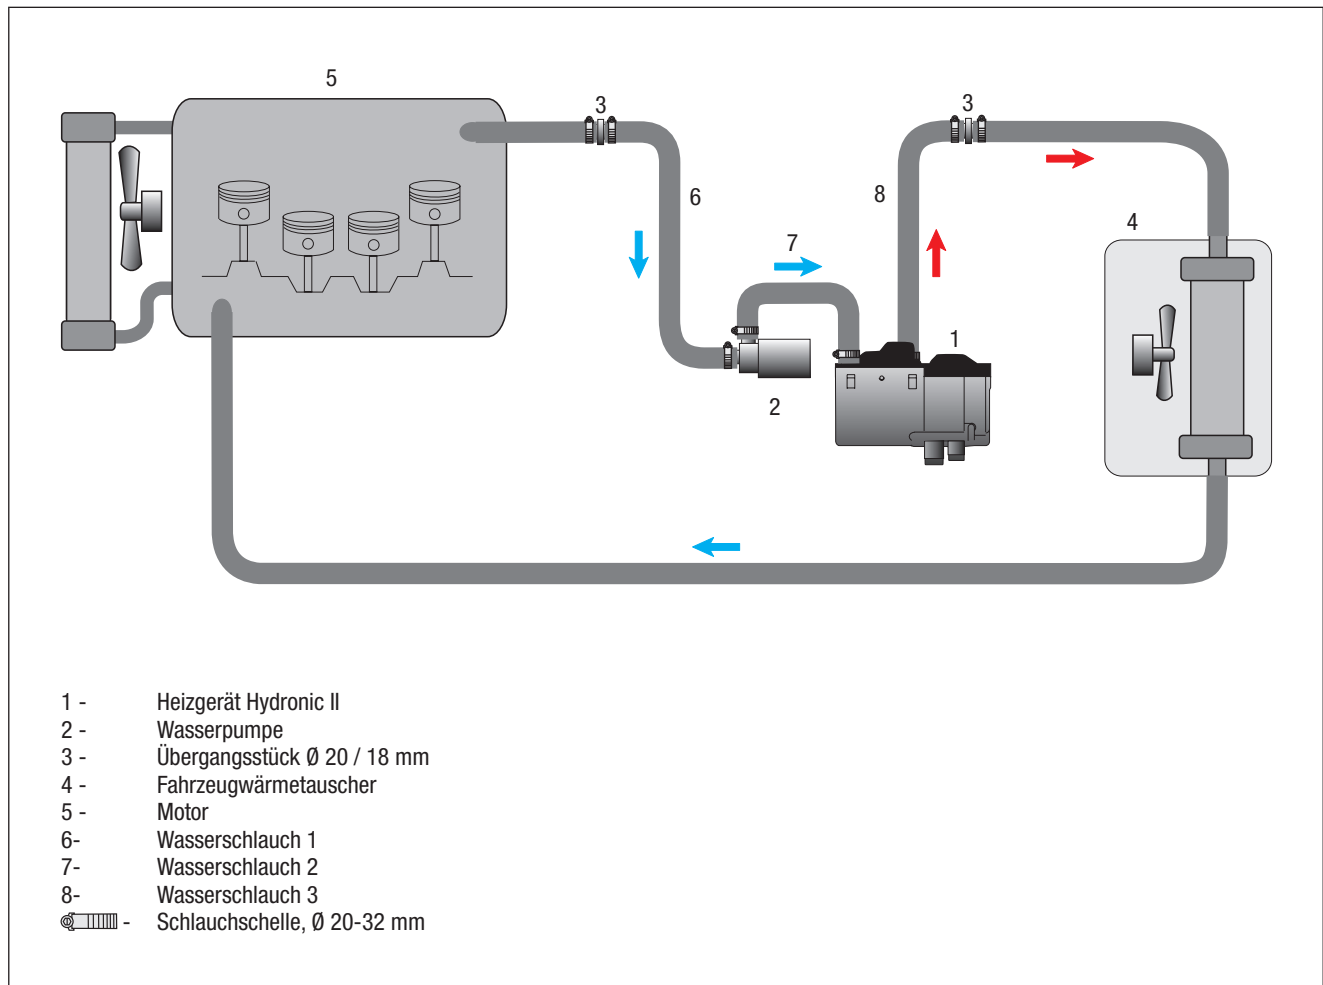 5
3
3
6
8
7
4
1
2
1 - Heizgerät Hydronic II
2 - Wasserpumpe
3 - Übergangsstück Ø 20 / 18 mm
4 - Fahrzeugwärmetauscher
5 - Motor
6- Wasserschlauch 1
7- Wasserschlauch 2
8- Wasserschlauch 3
- Schlauchschelle, Ø 20-32 mm